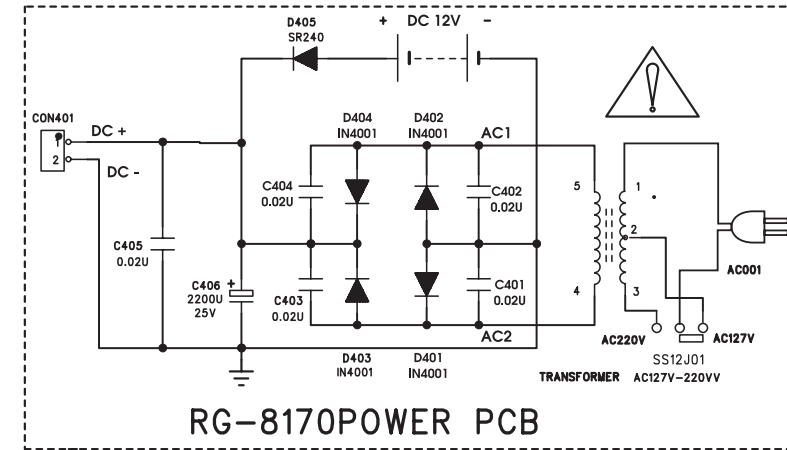 D405
SR240
+ DC 12V -
CON401
1
2
DC +
DC -
D404
IN4001
D402
IN4001
AC1
C404
0.02U
C402
0.02U
C405
0.02U
C406
2200U
25V
+
C403
0.02U
C401
0.02U
AC2
D403
IN4001
D401
IN4001
5
4
1
2
3
AC001
AC220V
AC127V
SS12J01
TRANSFORMER AC127V-220VV
RG-8170POWER PCB